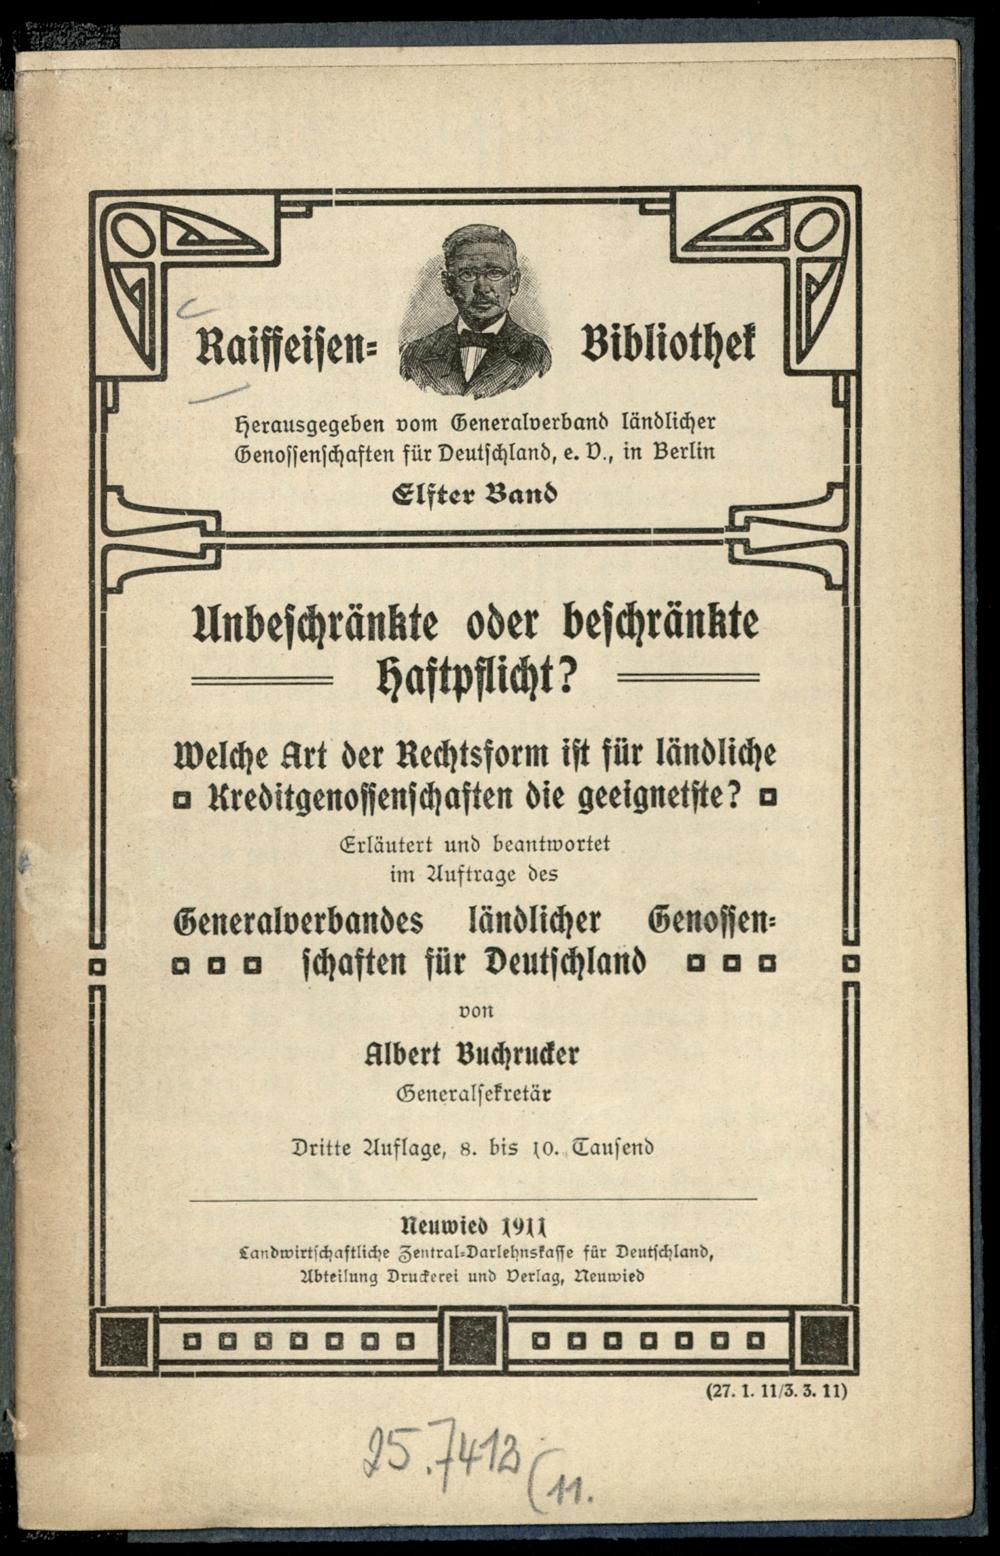 Raiffeisen- Bibliothek
Herausgegeben vom Generalverband ländlicher
Genossenschaften für Deutschland, e. V., in Berlin
Elfter Band
Unbeschränkte oder beschränkte
Haftpflicht?
Welche Art der Rechtsform ist für ländliche
Kreditgenossenschaften die geeignetste?
Erläutert und beantwortet
im Auftrage des
Generalverbandes ländlicher Genossen-
schaften für Deutschland
von
Albert Buchrucker
Generalsekretär
Dritte Auflage, 8. bis 10. Tausend
Neuwied 1911
Landwirtschaftliche Zentral-Darlehnskasse für Deutschland,
Abteilung Druckerei und Verlag, Neuwied
(27. 1. 11/3. 3. 11)
25.7412
(11.